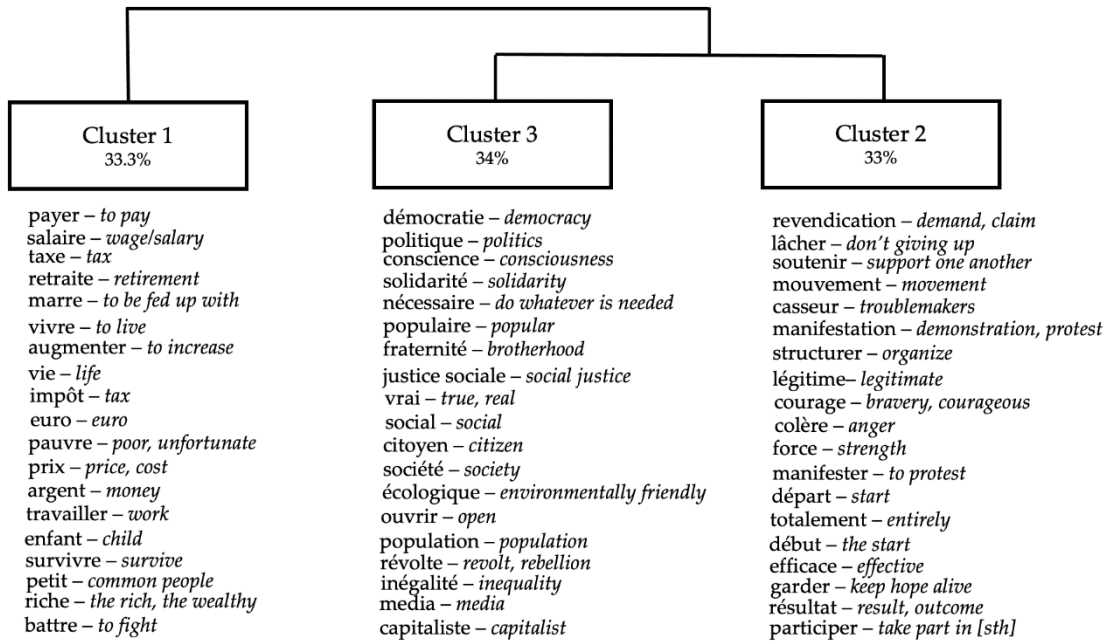 Cluster 1
33.3%
payer – to pay
salaire – wage/salary
taxe – tax
retraite – retirement
marre – to be fed up with
vivre – to live
augmenter – to increase
vie – life
impôt – tax
euro – euro
pauvre – poor, unfortunate
prix – price, cost
argent – money
travailler – work
enfant – child
survivre – survive
petit – common people
riche – the rich, the wealthy
battre – to fight
Cluster 3
34%
démocratie – democracy
politique – politics
conscience – consciousness
solidarité – solidarity
nécessaire – do whatever is needed
populaire – popular
fraternité – brotherhood
justice sociale – social justice
vrai – true, real
social – social
citoyen – citizen
société – society
écologique – environmentally friendly
ouvrir – open
population – population
révolte – revolt, rebellion
inégalité – inequality
media – media
capitaliste – capitalist
Cluster 2
33%
revendication – demand, claim
lâcher – don't giving up
soutenir – support one another
mouvement – movement
casseur – troublemakers
manifestation – demonstration, protest
structurer – organize
légitime– legitimate
courage – bravery, courageous
colère – anger
force – strength
manifester – to protest
départ – start
totalement – entirely
début – the start
efficace – effective
garder – keep hope alive
résultat – result, outcome
participer – take part in [sth]